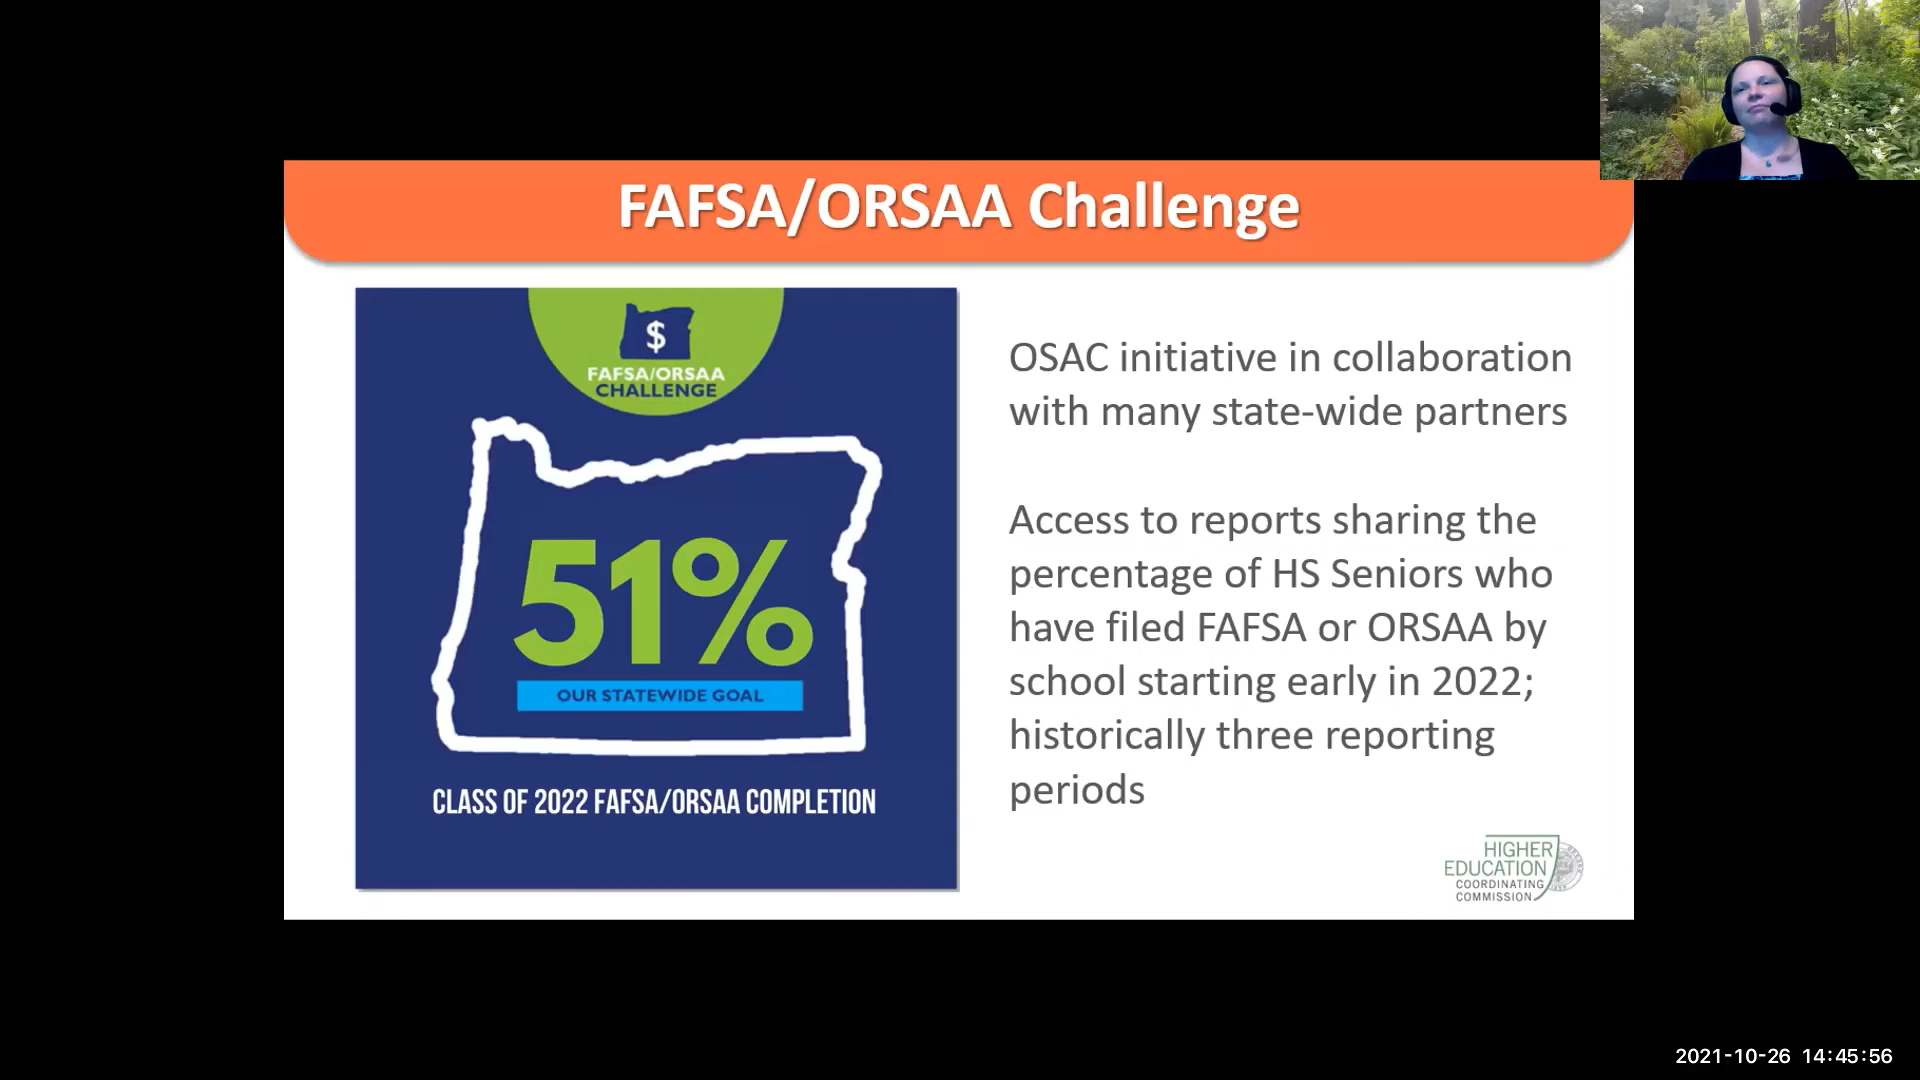 FAFSA/ORSAA Challenge
$
FAFSA/ORSAA
CHALLENGE
51%
OUR STATEWIDE GOAL
CLASS OF 2022 FAFSA/ORSAA COMPLETION
OSAC initiative in collaboration
with many state-wide partners
Access to reports sharing the
percentage of HS Seniors who
have filed FAFSA or ORSAA by
school starting early in 2022;
historically three reporting
periods
HIGHER
EDUCATION
COORDINATING
COMMISSION
2021-10-26 14:45:56